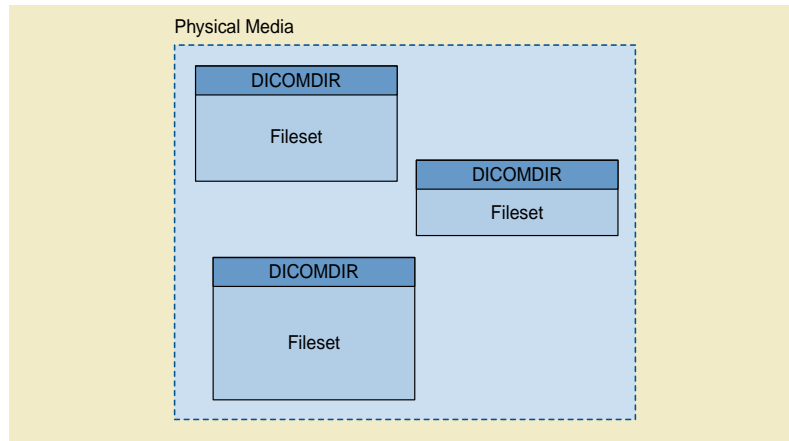 Physical Media
DICOMDIR
Fileset
DICOMDIR
Fileset
DICOMDIR
Fileset